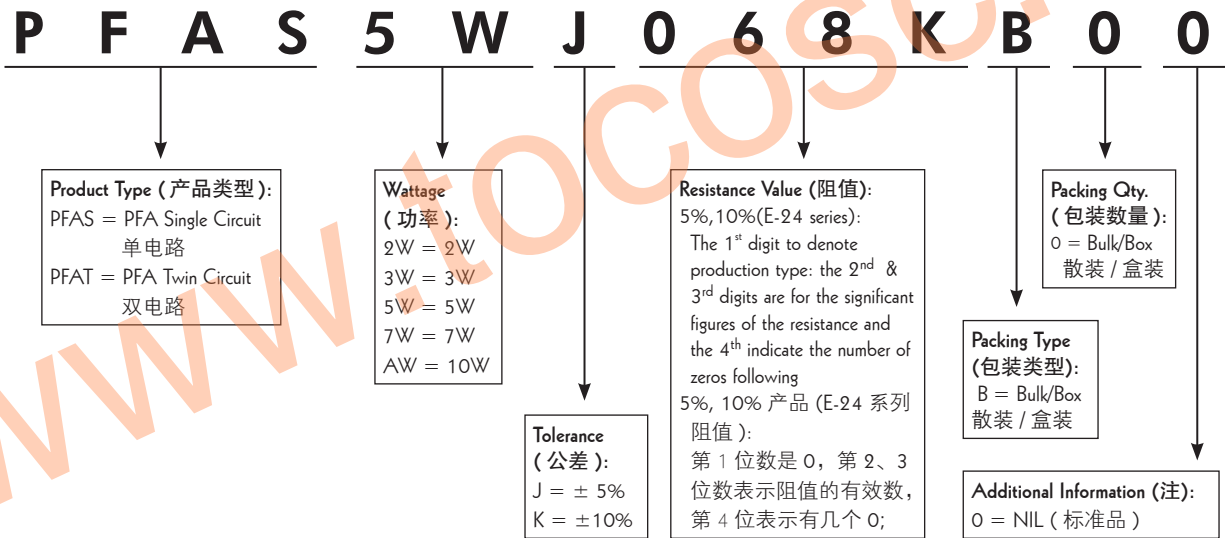 P F A S 5 W J 0 6 8 K B 0 0
Product Type ( 产品类型 ):
PFAS = PFA Single Circuit
单电路
PFAT = PFA Twin Circuit
双电路
Wattage
( 功率 ):
2W = 2W
3W = 3W
5W = 5W
7W = 7W
AW = 10W
Tolerance
( 公差 ):
J = ± 5%
K = ±10%
Resistance Value (阻值):
5%,10%(E-24 series):
The 1st digit to denote
production type: the 2nd &
3rd digits are for the significant
figures of the resistance and
the 4th indicate the number of
zeros following
5%, 10% 产品 (E-24 系列
阻值 ):
第 1 位数是 0，第 2、3
位数表示阻值的有效数，
第 4 位表示有几个 0;
Packing Type
(包装类型):
B = Bulk/Box
散装 / 盒装
Packing Qty.
( 包装数量 ):
0 = Bulk/Box
散装 / 盒装
Additional Information (注):
0 = NIL ( 标准品 )